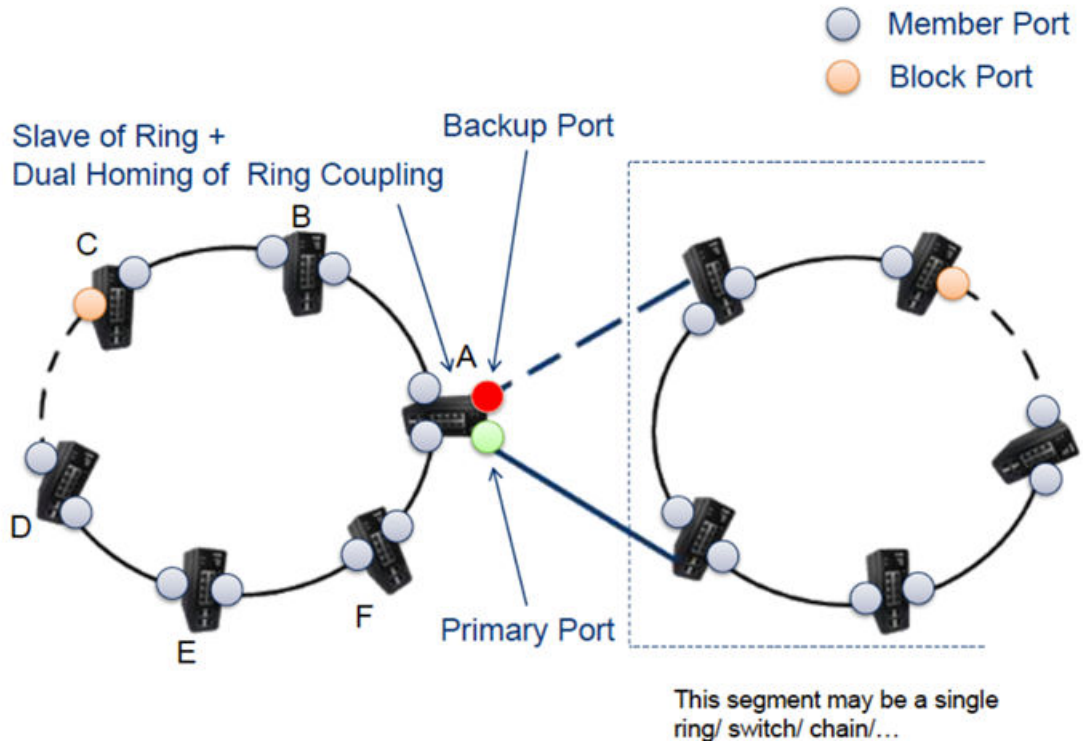 Member Port
Block Port
Slave of Ring +
Dual Homing of Ring Coupling
Backup Port
B
C
A
D
E
F
Primary Port
This segment may be a single
ring/ switch/ chain/...